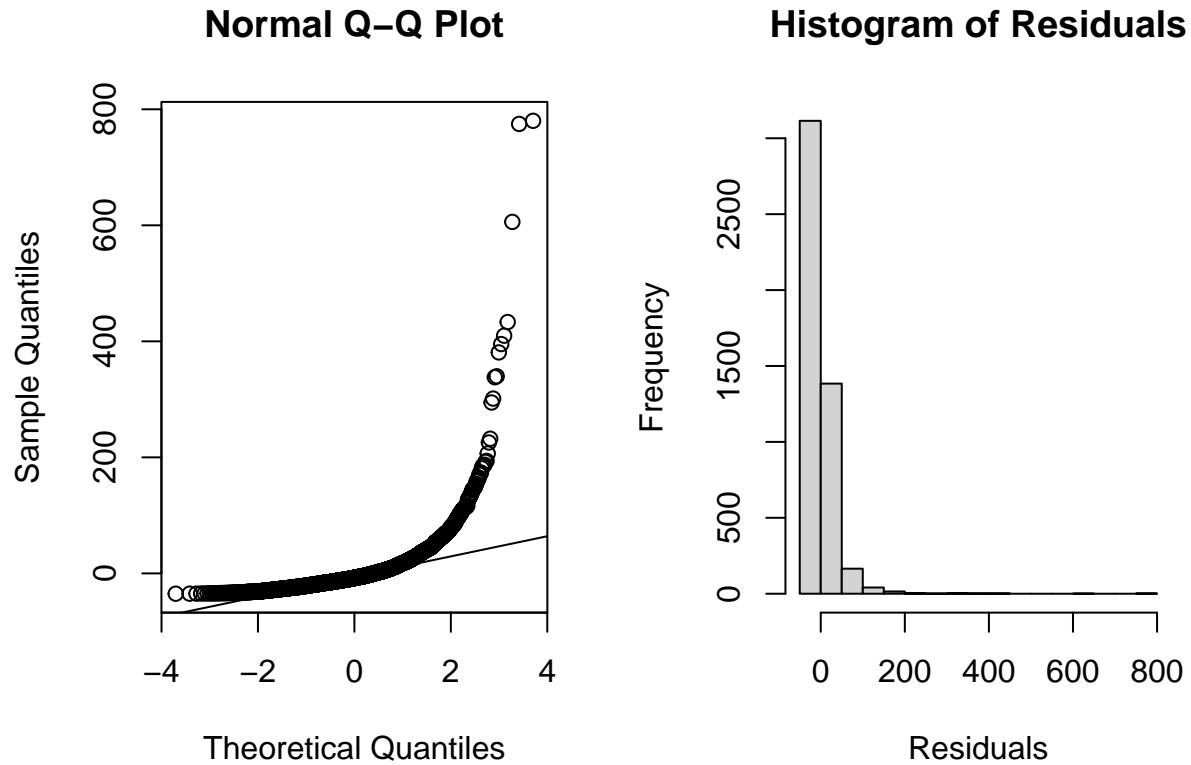 Normal Q−Q Plot
Sample Quantiles
0 200 400 600 800
−4 −2 0 2 4
Theoretical Quantiles
Histogram of Residuals
Frequency
0 500 1500 2500
0 200 400 600 800
Residuals